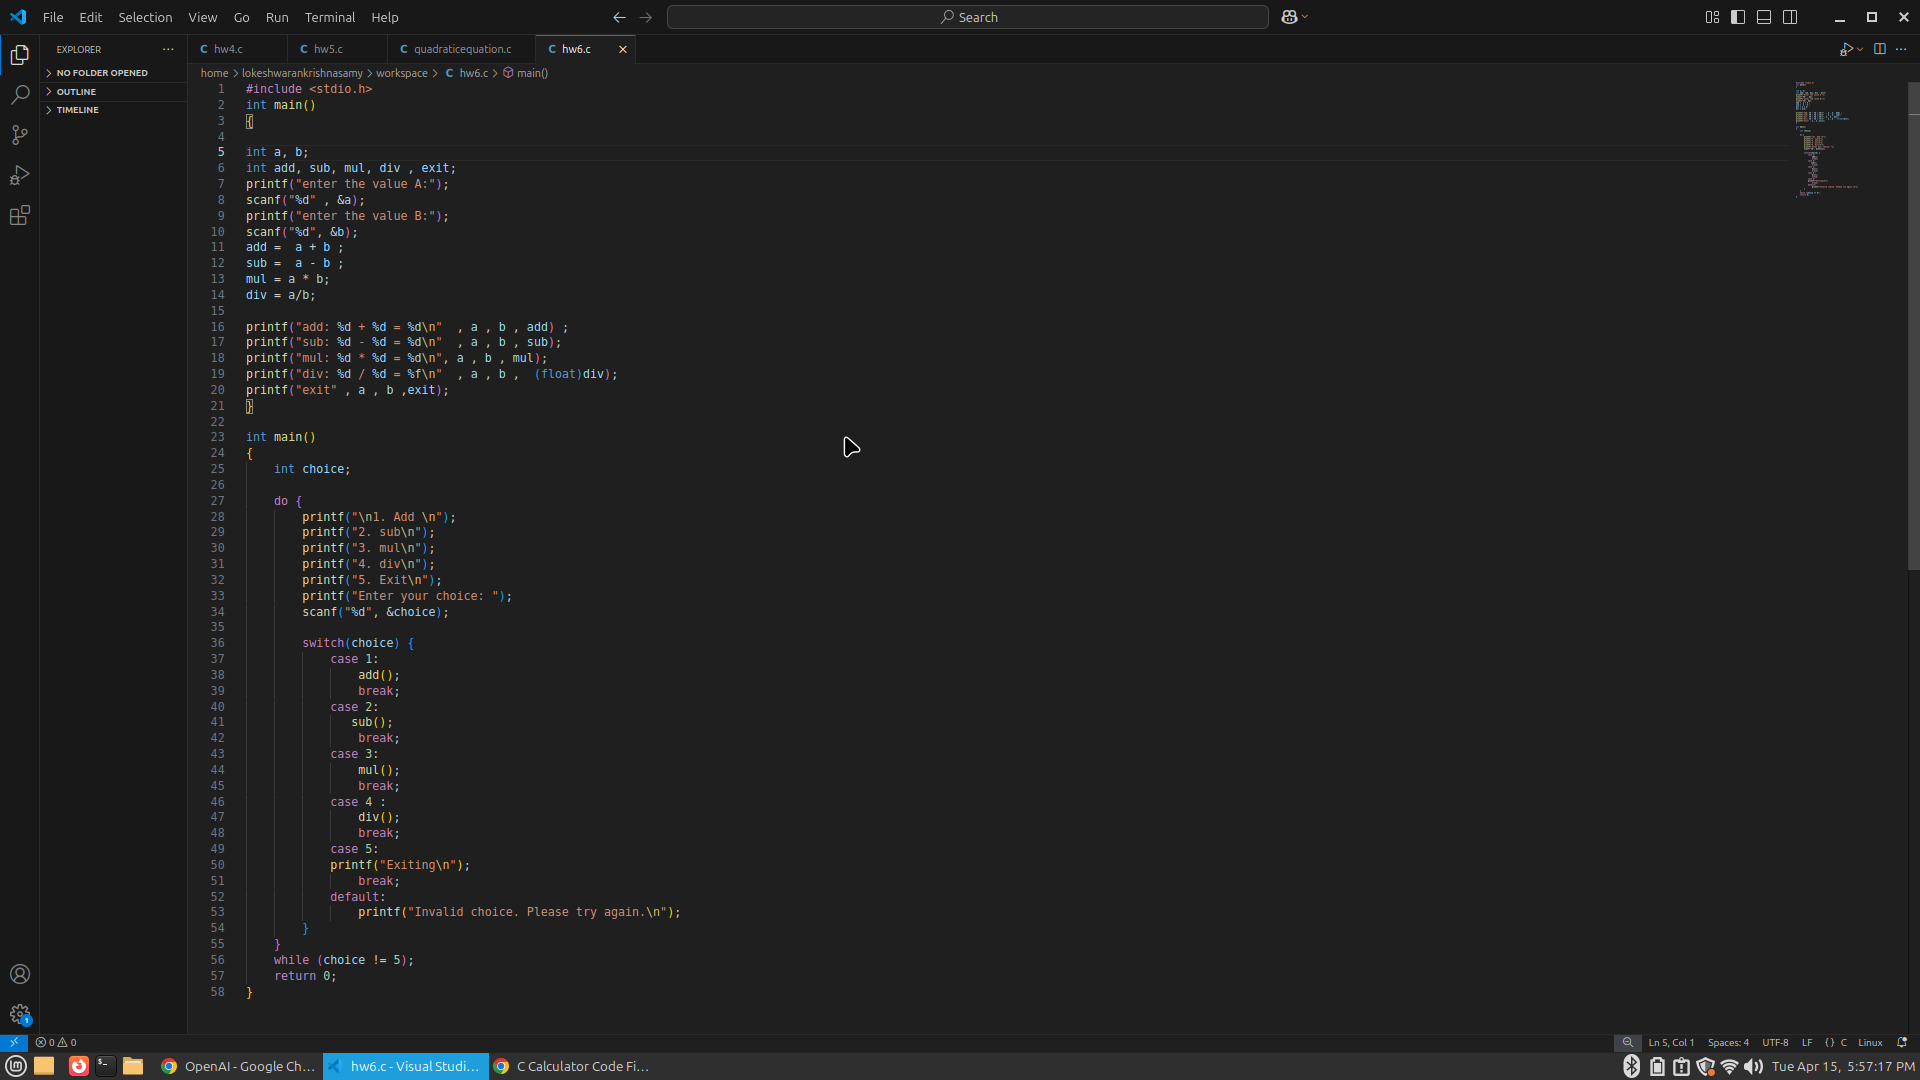 File Edit Selection View Go Run Terminal Help
Search
EXPLORER
NO FOLDER OPENED
OUTLINE
TIMELINE
hw4.c
hw5.c
quadraticequation.c
hw6.c
home > lokeshwarankrishnasamy > workspace > C hw6.c > main()
1 #include <stdio.h>
2 int main()
3 {
4
5 int a, b;
6 int add, sub, mul, div , exit;
7 printf("enter the value A:");
8 scanf("%d" , &a);
9 printf("enter the value B:");
10 scanf("%d", &b);
11 add =  a + b ;
12 sub =  a - b ;
13 mul = a * b;
14 div = a/b;
15
16 printf("add: %d + %d = %d\n"  , a , b , add) ;
17 printf("sub: %d - %d = %d\n"  , a , b , sub);
18 printf("mul: %d * %d = %d\n", a , b , mul);
19 printf("div: %d / %d = %f\n"  , a , b ,  (float)div);
20 printf("exit" , a , b ,exit);
21 }
22
23 int main()
24 {
25     int choice;
26
27     do {
28         printf("\n1. Add \n");
29         printf("2. sub\n");
30         printf("3. mul\n");
31         printf("4. div\n");
32         printf("5. Exit\n");
33         printf("Enter your choice: ");
34         scanf("%d", &choice);
35
36         switch(choice) {
37             case 1:
38                 add();
39                 break;
40             case 2:
41                sub();
42                 break;
43             case 3:
44                 mul();
45                 break;
46             case 4 :
47                 div();
48                 break;
49             case 5:
50             printf("Exiting\n");
51                 break;
52             default:
53                 printf("Invalid choice. Please try again.\n");
54         }
55     }
56     while (choice != 5);
57     return 0;
58 }
0 0
Ln 5, Col 1 Spaces: 4 UTF-8 LF {} C Linux
OpenAI - Google Ch...
hw6.c - Visual Studi...
C Calculator Code Fi...
Tue Apr 15, 5:57:17 PM